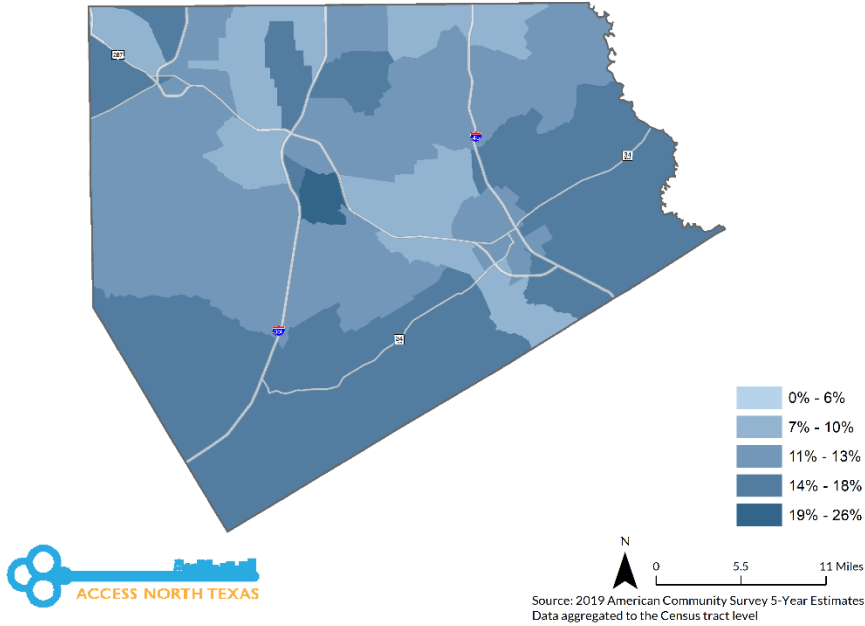 287
45
34
35
34
0% - 6%
7% - 10%
11% - 13%
14% - 18%
19% - 26%
N
0 5.5 11 Miles
ACCESS NORTH TEXAS
Source: 2019 American Community Survey 5-Year Estimates
Data aggregated to the Census tract level